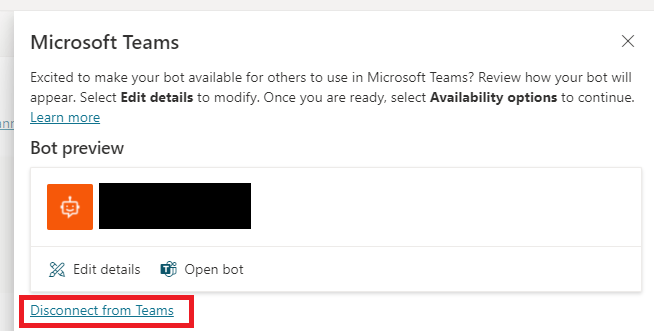 Microsoft Teams
Excited to make your bot available for others to use in Microsoft Teams? Review how your bot will
appear. Select Edit details to modify. Once you are ready, select Availability options to continue.
Learn more
Bot preview
Edit details Open bot
Disconnect from Teams